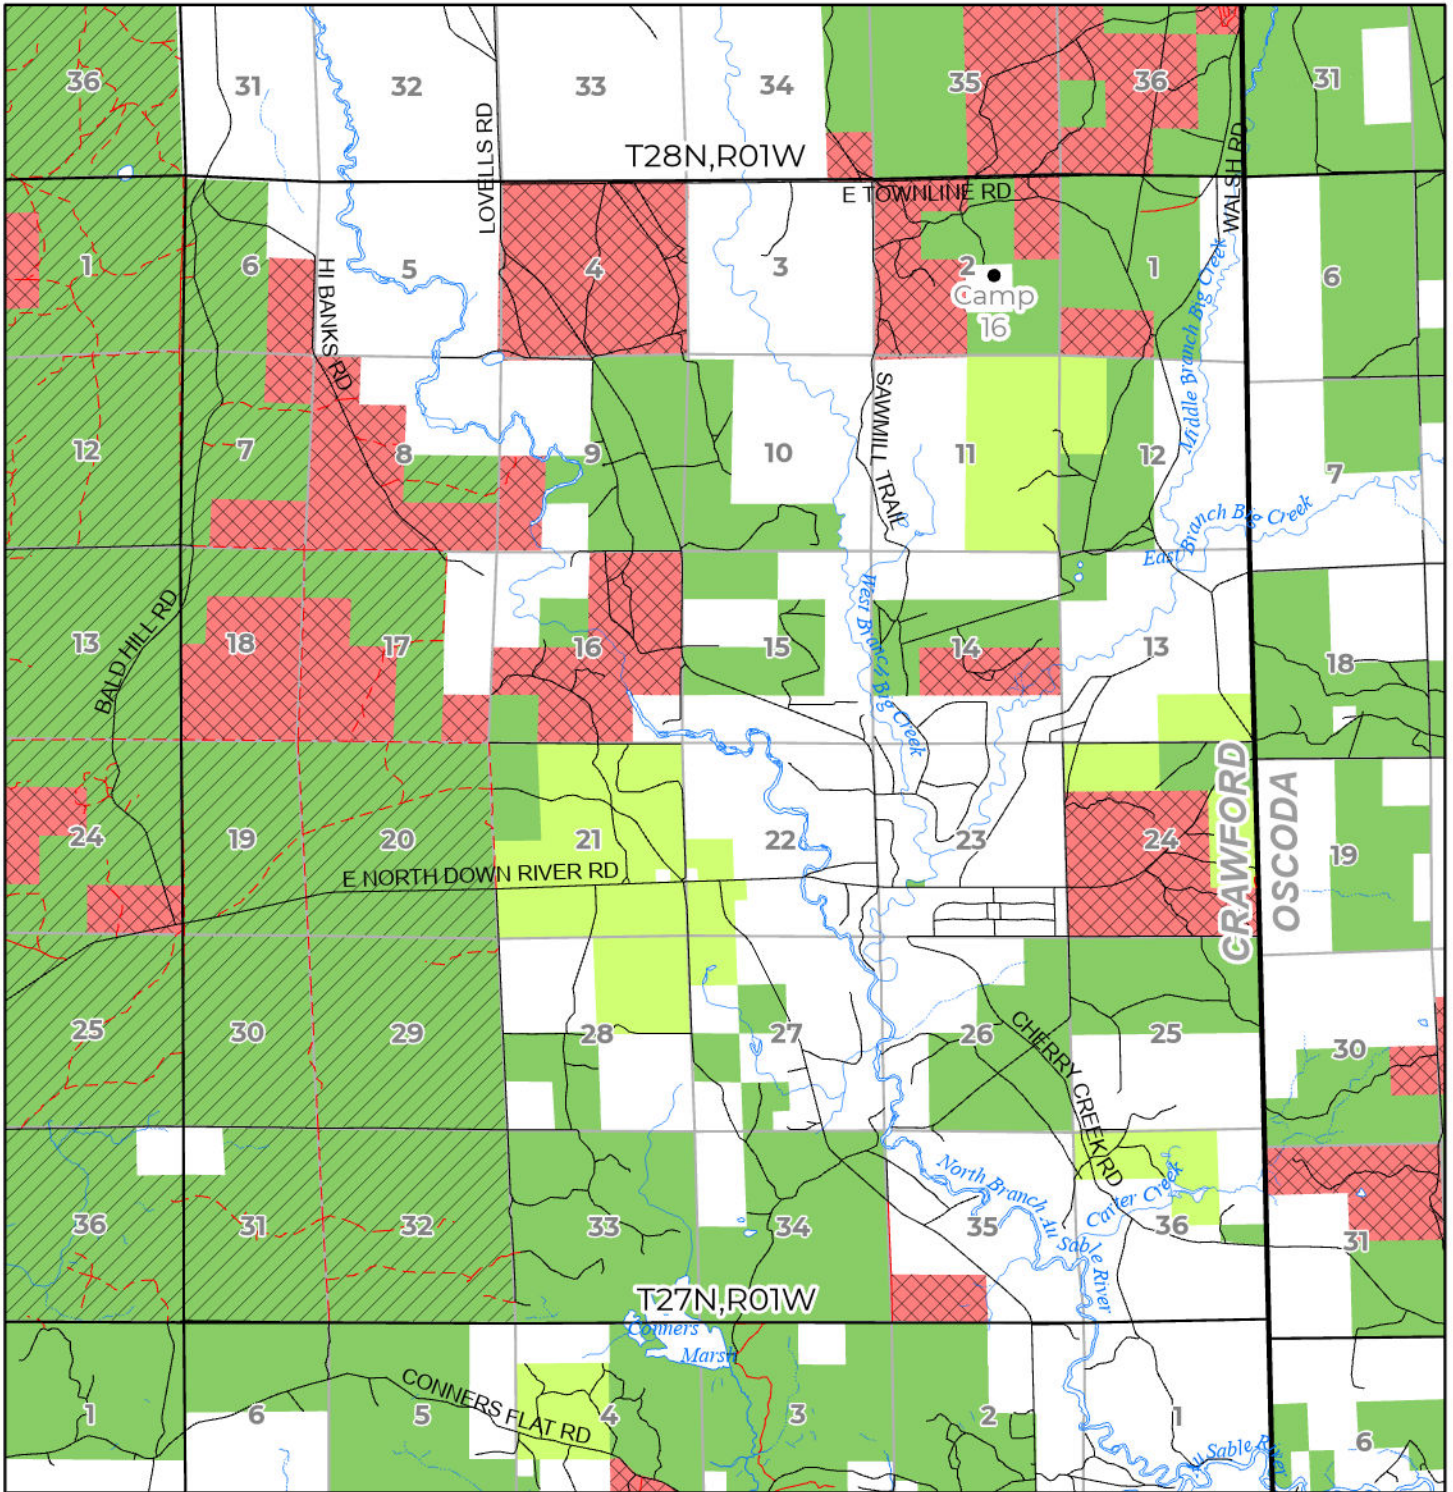 36
31
32
33
34
35
36
31
LOVELLS RD
T28N,R01W
WALSH RD
E TOWNLINE RD
1
6
HI BANKS RD
5
4
3
2
Camp
16
1
Middle Branch Big Creek
6
12
7
8
9
10
SAWMILL TRAIL
11
12
7
East Branch Big Creek
BALD HILL RD
13
18
17
16
15
West Branch Big Creek
14
13
18
24
19
20
21
22
23
24
CRAWFORD
OSCODA
19
E NORTH DOWN RIVER RD
25
30
29
28
27
26
CHERRY CREEK RD
25
30
36
31
32
33
34
North Branch Au Sable River
35
Carter Creek
36
31
T27N,R01W
Conners
Marsh
1
6
5
CONNERS FLAT RD
4
3
2
1
Au Sable River
6